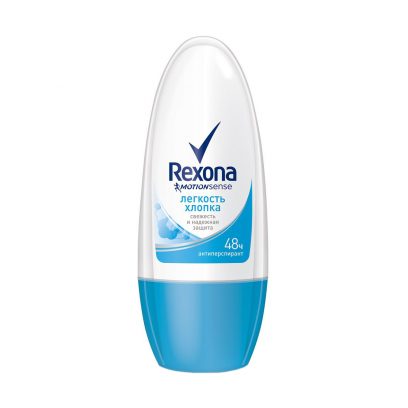 Rexona
MOTIONsense
легкость
хлопка
свежесть
и надежная
защита
48ч
антиперспирант